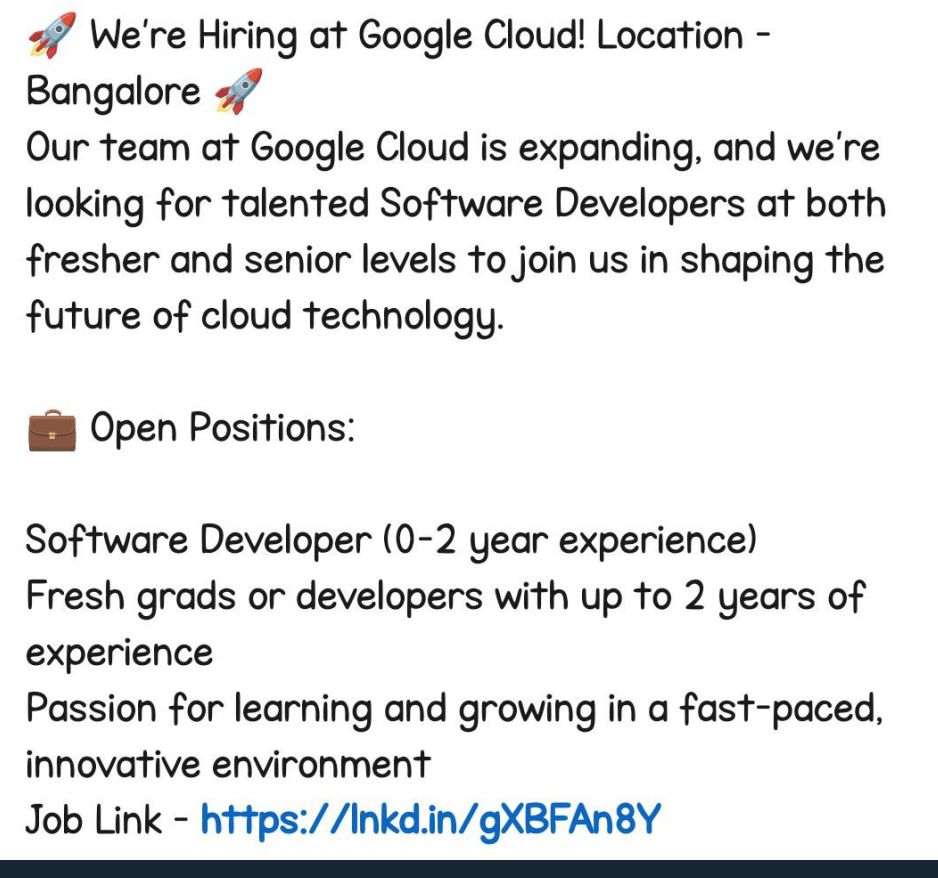 🚀 We're Hiring at Google Cloud! Location -
Bangalore 🚀
Our team at Google Cloud is expanding, and we're
looking for talented Software Developers at both
fresher and senior levels to join us in shaping the
future of cloud technology.
💼 Open Positions:
Software Developer (0-2 year experience)
Fresh grads or developers with up to 2 years of
experience
Passion for learning and growing in a fast-paced,
innovative environment
Job Link - https://lnkd.in/gXBFAn8Y